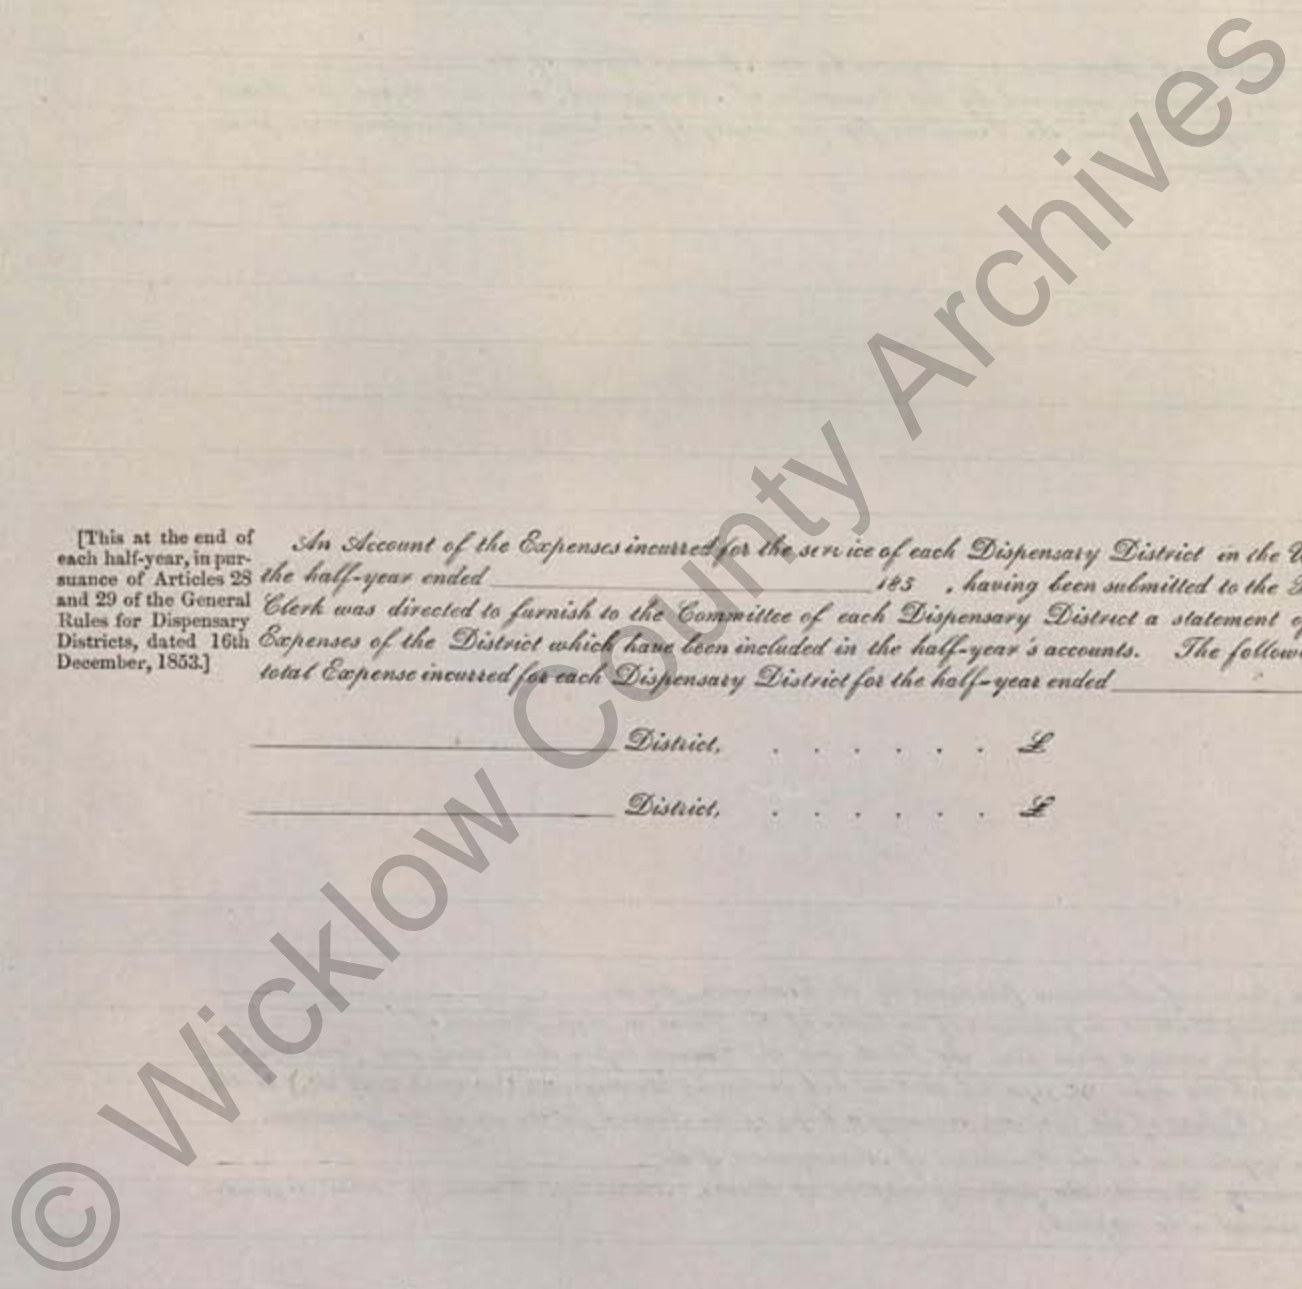 [This at the end of
each half-year, in pur-
suance of Articles 28
and 29 of the General
Rules for Dispensary
Districts, dated 16th
December, 1853.]
An Account of the Expenses incurred for the service of each Dispensary District in the
the half-year ended 185 , having been submitted to the
Clerk was directed to furnish to the Committee of each Dispensary District a statement of
Expenses of the District which have been included in the half-year's accounts. The follow
total Expense incurred for each Dispensary District for the half-year ended
District, . . . . . . £
District, . . . . . . £
© Wicklow County Archives